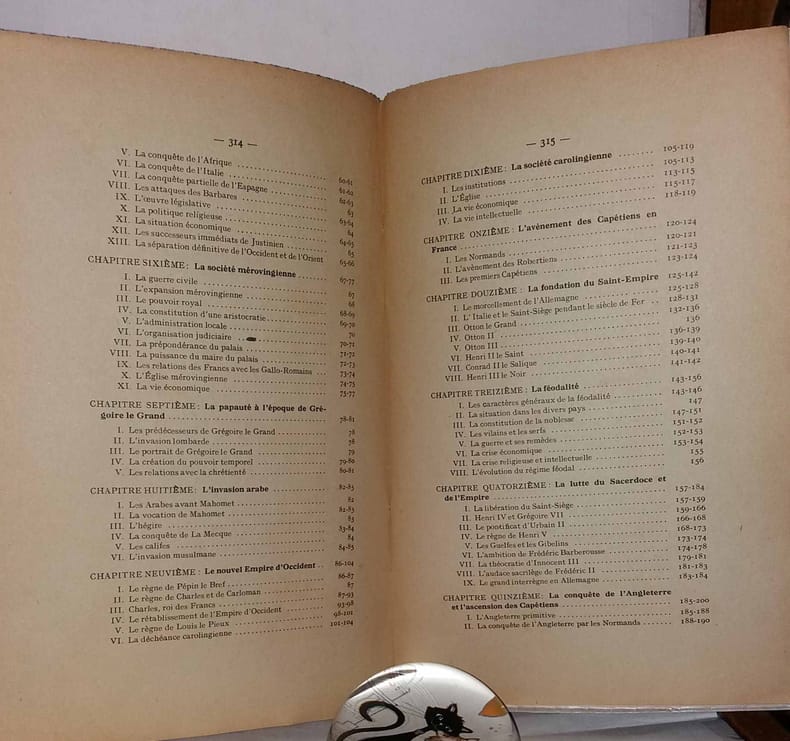 — 314 —
V. La conquête de l'Afrique ........ 60-61
VI. La conquête de l'Italie ........ 61-62
VII. La conquête partielle de l'Espagne ........ 62-63
VIII. Les attaques des Barbares ........ 63
IX. L'œuvre législative ........ 63-64
X. La politique religieuse ........ 64
XI. La situation économique ........ 64-65
XII. Les successeurs immédiats de Justinien ........ 65
XIII. La séparation définitive de l'Occident et de l'Orient 65-66
CHAPITRE SIXIÈME : La société mérovingienne ........ 67-77
I. La guerre civile ........ 67
II. L'expansion mérovingienne ........ 68
III. Le pouvoir royal ........ 68-69
IV. La constitution d'une aristocratie ........ 69-70
V. L'administration locale ........ 70
VI. L'organisation judiciaire ........ 70-71
VII. La prépondérance du palais ........ 71-72
VIII. La puissance du maire du palais ........ 72-73
IX. Les relations des Francs avec les Gallo-Romains ........ 73-74
X. L'Église mérovingienne ........ 74-75
XI. La vie économique ........ 75-77
CHAPITRE SEPTIÈME : La papauté à l'époque de Gré-
goire le Grand ........ 78-81
I. Les prédécesseurs de Grégoire le Grand ........ 78
II. L'invasion lombarde ........ 78
III. Le portrait de Grégoire le Grand ........ 79
IV. La création du pouvoir temporel ........ 79-80
V. Les relations avec la chrétienté ........ 80-81
CHAPITRE HUITIÈME : L'invasion arabe ........ 82-85
I. Les Arabes avant Mahomet ........ 82
II. La vocation de Mahomet ........ 82-83
III. L'hégire ........ 83
IV. La conquête de La Mecque ........ 83-84
V. Les califes ........ 84
VI. L'invasion musulmane ........ 84-85
CHAPITRE NEUVIÈME : Le nouvel Empire d'Occident . 86-104
I. Le règne de Pépin le Bref ........ 86-87
II. Le règne de Charles et de Carloman ........ 87
III. Charles, roi des Francs ........ 87-93
IV. Le rétablissement de l'Empire d'Occident ........ 93-98
V. Le règne de Louis le Pieux ........ 98-101
VI. La déchéance carolingienne ........ 101-104
— 315 —
CHAPITRE DIXIÈME : La société carolingienne ........ 105-119
I. Les institutions ........ 105-113
II. L'Église ........ 113-115
III. La vie économique ........ 115-117
IV. La vie intellectuelle ........ 118-119
CHAPITRE ONZIÈME : L'avènement des Capétiens en
France ........ 120-124
I. Les Normands ........ 120-121
II. L'avènement des Robertiens ........ 121-123
III. Les premiers Capétiens ........ 123-124
CHAPITRE DOUZIÈME : La fondation du Saint-Empire 125-142
I. Le morcellement de l'Allemagne ........ 125-128
II. L'Italie et le Saint-Siège pendant le siècle de Fer .. 128-131
III. Otton le Grand ........ 132-136
IV. Otton II ........ 136
V. Otton III ........ 136-139
VI. Henri II le Saint ........ 139-140
VII. Conrad II le Salique ........ 140-141
VIII. Henri III le Noir ........ 141-142
CHAPITRE TREIZIÈME : La féodalité ........ 143-156
I. Les caractères généraux de la féodalité ........ 143-146
II. La situation dans les divers pays ........ 147
III. La constitution de la noblesse ........ 147-151
IV. Les vilains et les serfs ........ 151-152
V. La guerre et ses remèdes ........ 152-153
VI. La crise économique ........ 153-154
VII. La crise religieuse et intellectuelle ........ 155
VIII. L'évolution du régime féodal ........ 156
CHAPITRE QUATORZIÈME : La lutte du Sacerdoce et
de l'Empire ........ 157-184
I. La libération du Saint-Siège ........ 157-159
II. Henri IV et Grégoire VII ........ 159-166
III. Le pontificat d'Urbain II ........ 166-168
IV. Le règne de Henri V ........ 168-173
V. Les Guelfes et les Gibelins ........ 173-174
VI. L'ambition de Frédéric Barberousse ........ 174-178
VII. La théocratie d'Innocent III ........ 179-181
VIII. L'audace sacrilège de Frédéric II ........ 181-183
IX. Le grand interrègne en Allemagne ........ 183-184
CHAPITRE QUINZIÈME : La conquête de l'Angleterre
et l'ascension des Capétiens ........ 185-200
I. L'Angleterre primitive ........ 185-188
II. La conquête de l'Angleterre par les Normands ........ 188-190